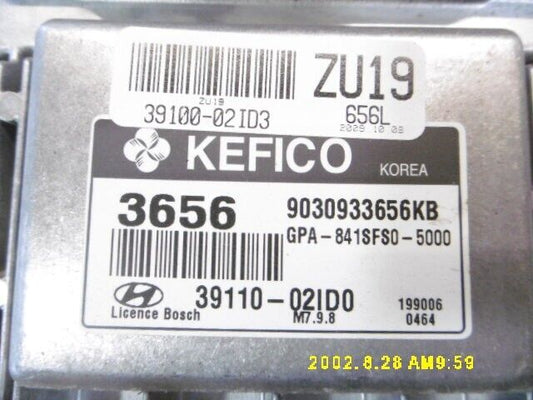 ZU19
ZU19
39100-02ID3
656L
2009 10 08
KEFICO
KOREA
3656
9030933656KB
GPA-841SFS0-5000
39110-02ID0
Licence Bosch
M7.9.8
199006
0464
2002.8.28 AM9:59